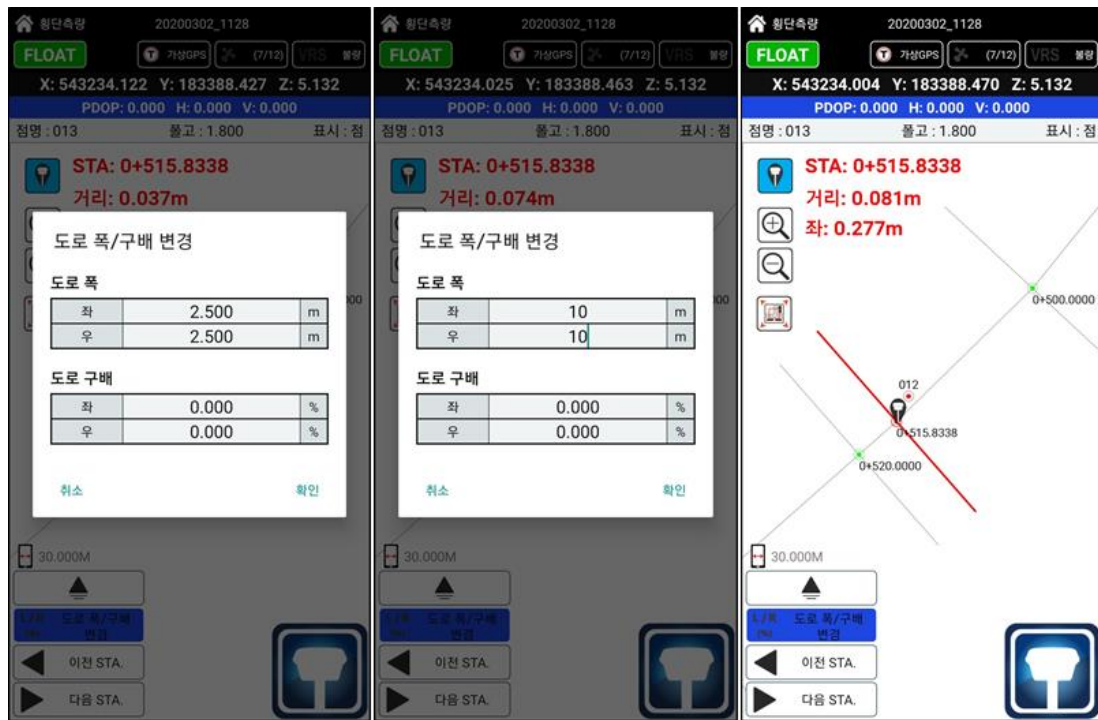 횡단측량 20200302_1128
FLOAT 가상GPS (7/12) VRS 불량
X: 543234.122 Y: 183388.427 Z: 5.132
PDOP: 0.000 H: 0.000 V: 0.000
점명 : 013 폴고 : 1.800 표시 : 점
STA: 0+515.8338
거리: 0.037m
도로 폭/구배 변경
도로 폭
좌 2.500 m
우 2.500 m
도로 구배
좌 0.000 %
우 0.000 %
취소 확인
30.000M
도로 폭/구배
변경
이전 STA.
다음 STA.
횡단측량 20200302_1128
FLOAT 가상GPS (7/12) VRS 불량
X: 543234.025 Y: 183388.463 Z: 5.132
PDOP: 0.000 H: 0.000 V: 0.000
점명 : 013 폴고 : 1.800 표시 : 점
STA: 0+515.8338
거리: 0.074m
도로 폭/구배 변경
도로 폭
좌 10 m
우 10 m
도로 구배
좌 0.000 %
우 0.000 %
취소 확인
30.000M
도로 폭/구배
변경
이전 STA.
다음 STA.
횡단측량 20200302_1128
FLOAT 가상GPS (7/12) VRS 불량
X: 543234.004 Y: 183388.470 Z: 5.132
PDOP: 0.000 H: 0.000 V: 0.000
점명 : 013 폴고 : 1.800 표시 : 점
STA: 0+515.8338
거리: 0.081m
좌: 0.277m
0+500.0000
012
0+515.8338
0+520.0000
30.000M
도로 폭/구배
변경
이전 STA.
다음 STA.